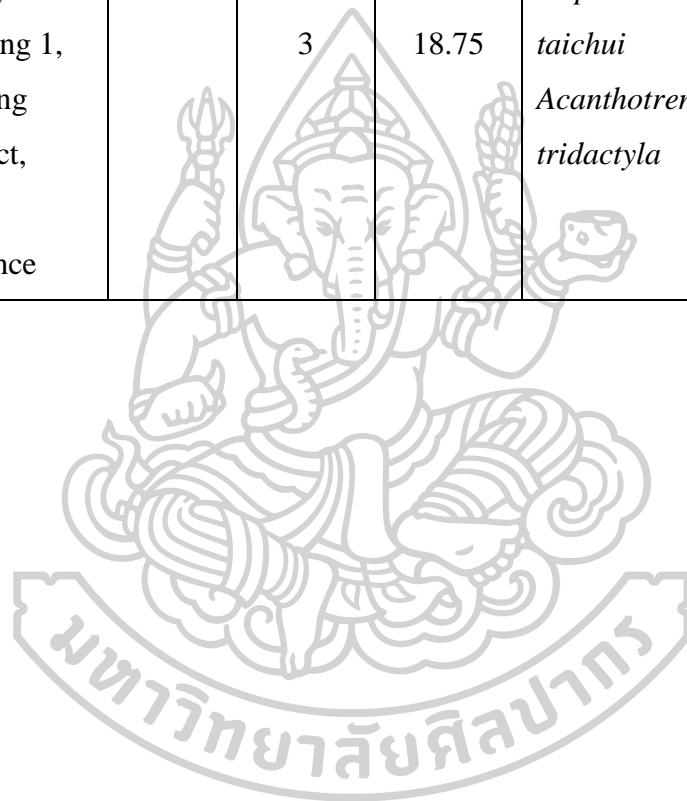 ng 1,
3
18.75
taichui
ng
Acanthotrem
ct,
tridactyla
nce
มหาวิทยาลัยศิลปากร